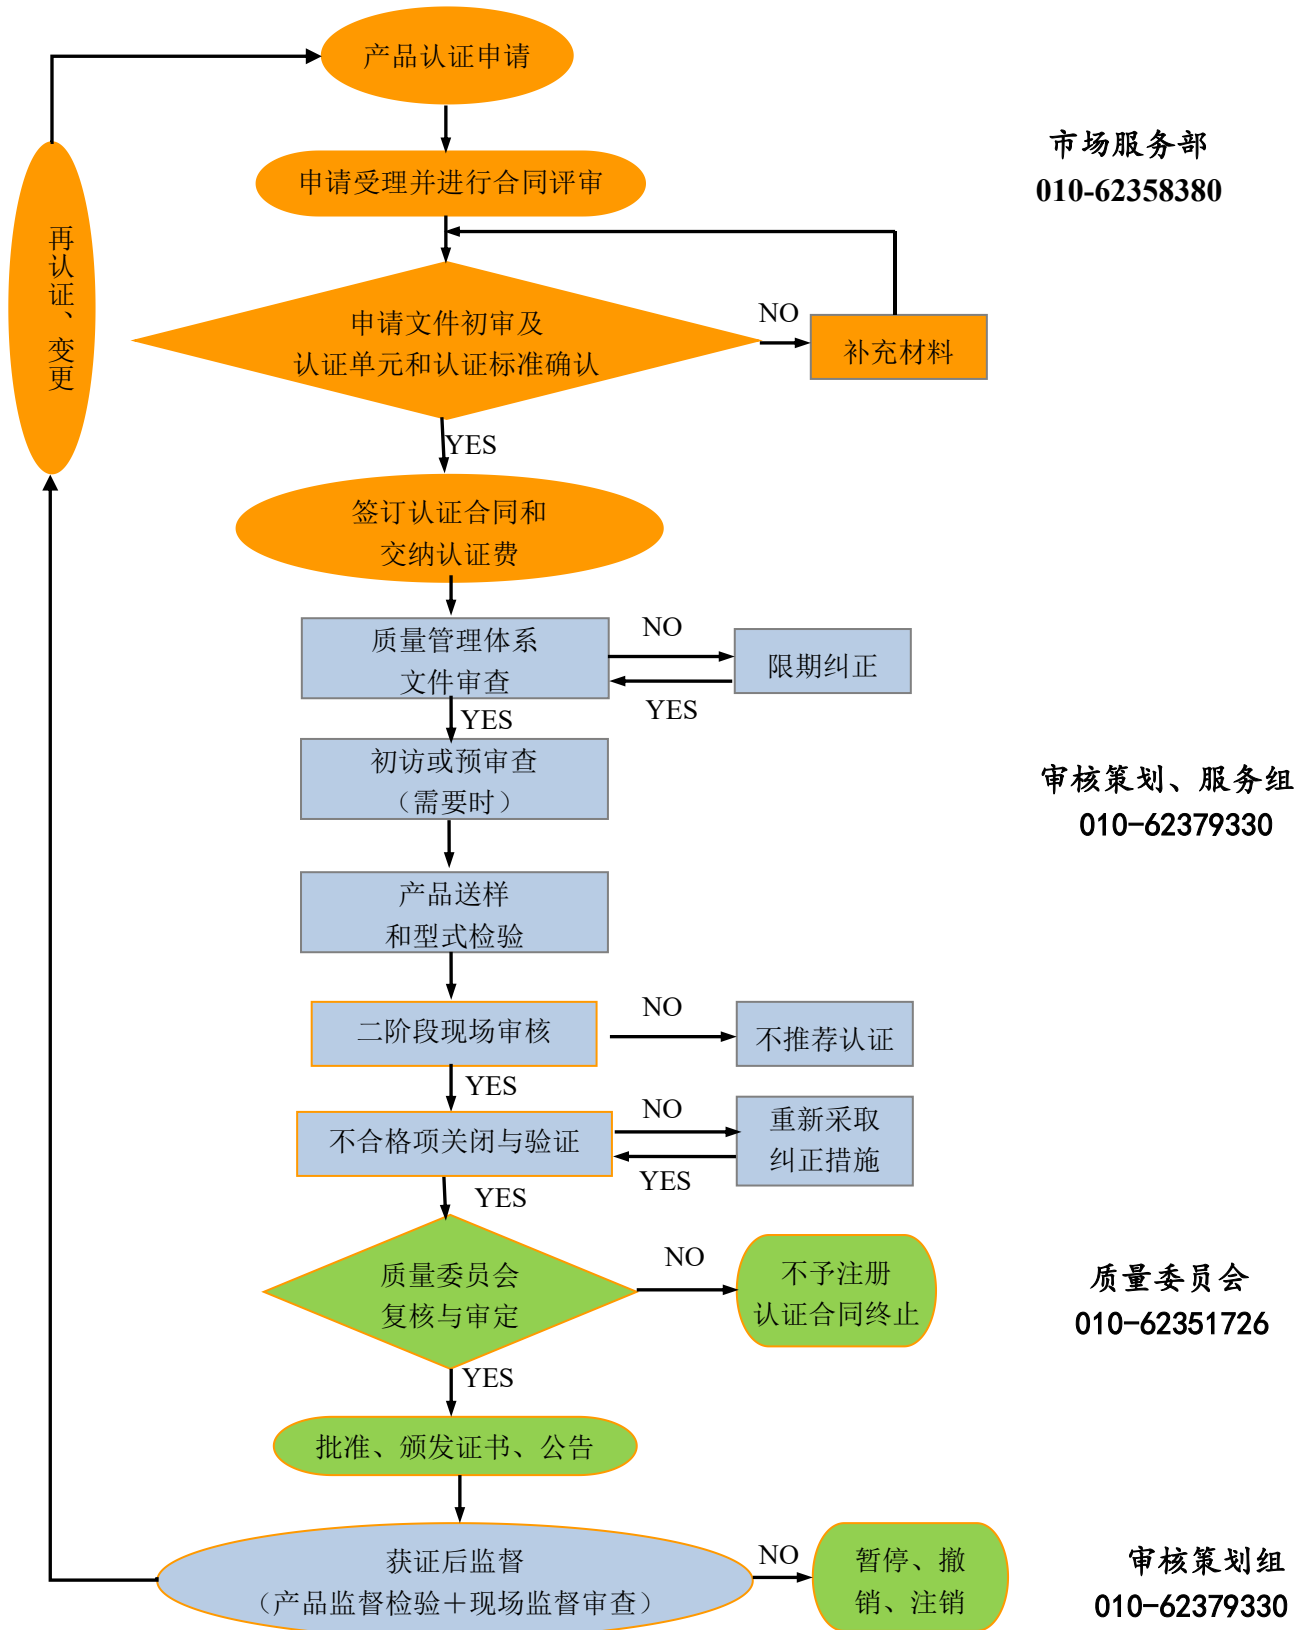 产品认证申请
市场服务部
010-62358380
申请受理并进行合同评审
再认证、变更
申请文件初审及
认证单元和认证标准确认
NO
补充材料
YES
签订认证合同和
交纳认证费
质量管理体系
文件审查
NO
限期纠正
YES
YES
初访或预审查
（需要时）
审核策划、服务组
010-62379330
产品送样
和型式检验
二阶段现场审核
NO
不推荐认证
YES
不合格项关闭与验证
NO
重新采取
纠正措施
YES
YES
质量委员会
复核与审定
NO
不予注册
认证合同终止
质量委员会
010-62351726
YES
批准、颁发证书、公告
获证后监督
（产品监督检验＋现场监督审查）
NO
暂停、撤
销、注销
审核策划组
010-62379330